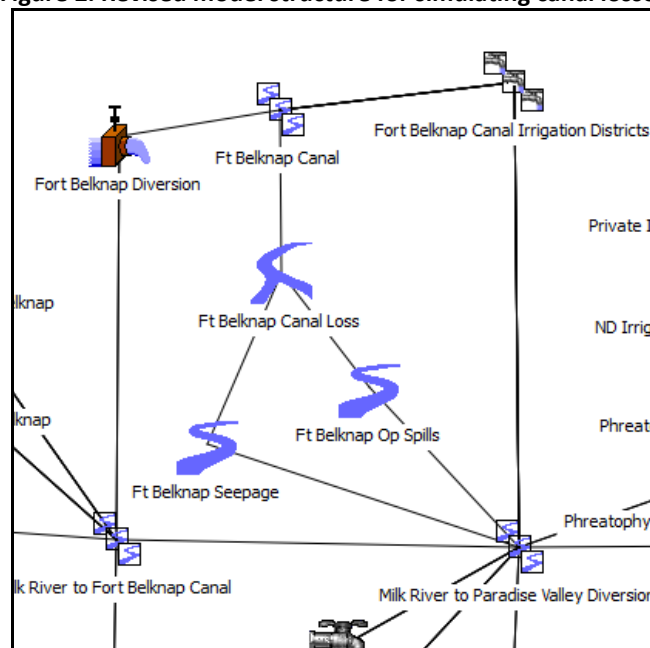 Fort Belknap Canal Irrigation Districts
Ft Belknap Canal
Fort Belknap Diversion
Private I
elknap
Ft Belknap Canal Loss
ND Irrig
knap
Ft Belknap Op Spills
Phreat
Ft Belknap Seepage
Phreatophy
lk River to Fort Belknap Canal
Milk River to Paradise Valley Diversion